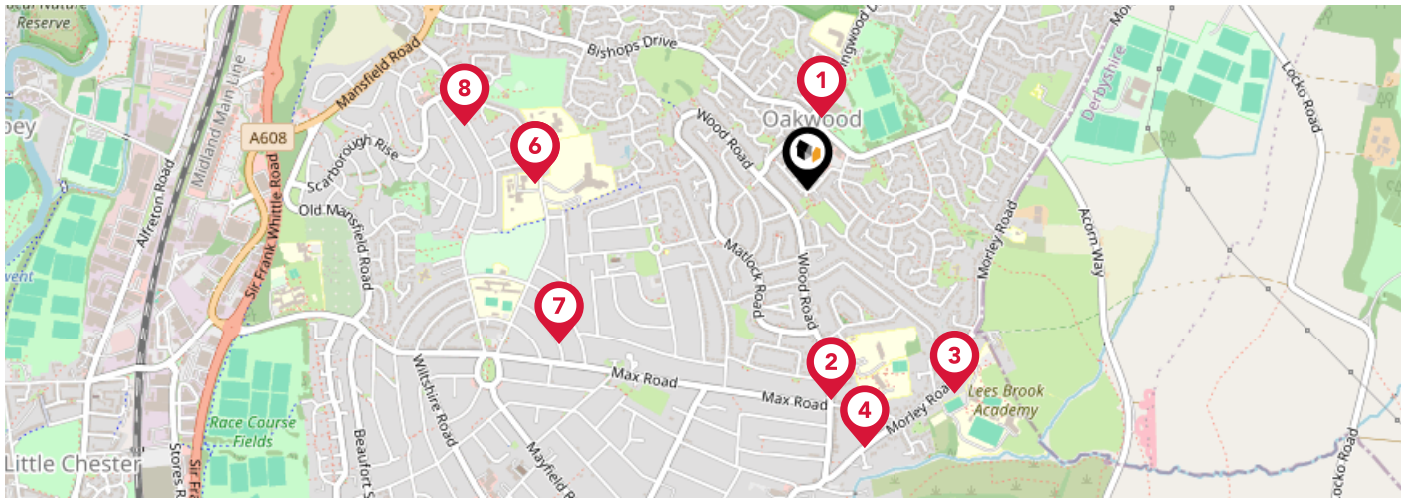 Reserve
Bishops Drive
Mansfield Road
Derbyshire
Locko Road
1
8
Oakwood
A608
Midland Main Line
Wood Road
6
Scarborough Rise
Alfreton Road
Old Mansfield Road
Sir Frank Whittle Road
Morley Road
Acorn Way
Matlock Road
Wood Road
7
2
3
Max Road
Max Road
4
Morley Road
Lees Brook
Academy
Wiltshire Road
Race Course
Fields
Little Chester
Locko Road